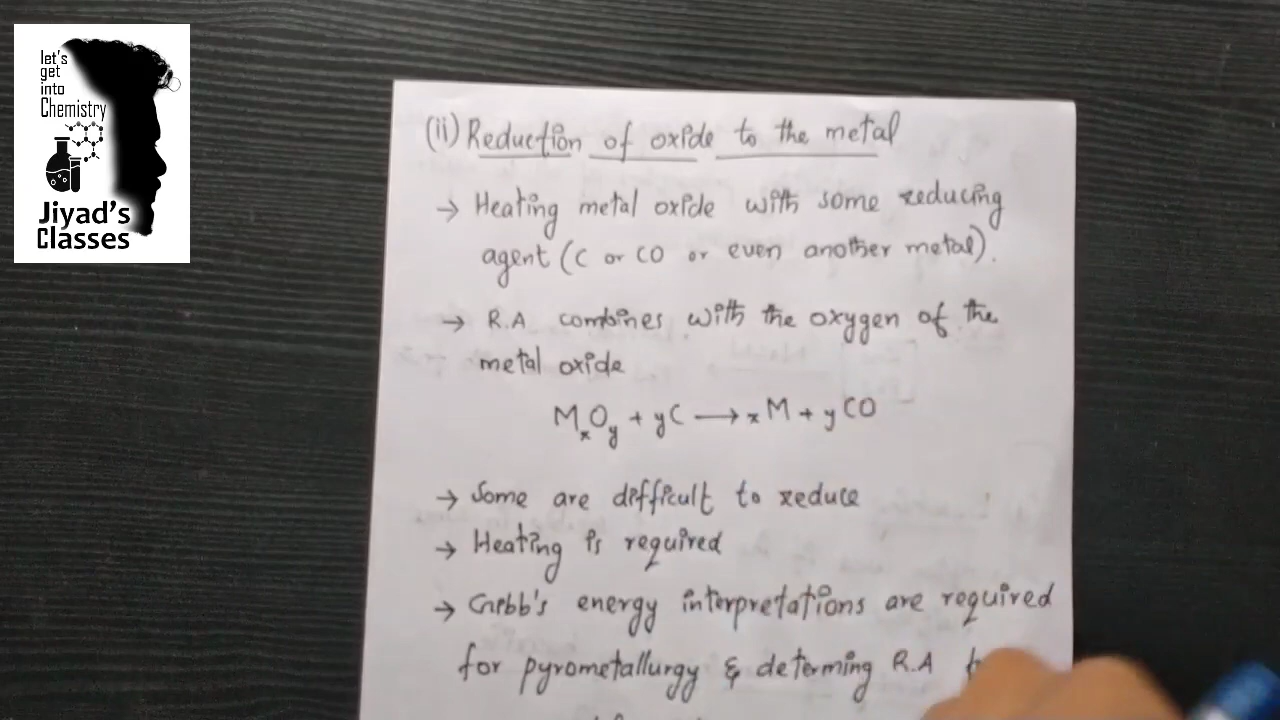 let's
get
into
Chemistry
Jiyad's
Classes
(ii) Reduction of oxide to the metal
→ Heating metal oxide with some reducing
agent (C or CO or even another metal).
→ R.A combines with the oxygen of the
metal oxide
MₓOy + yC ⟶ xM + yCO
→ Some are difficult to reduce
→ Heating is required
→ Gibb's energy interpretations are required
for pyrometallurgy & determing R.A